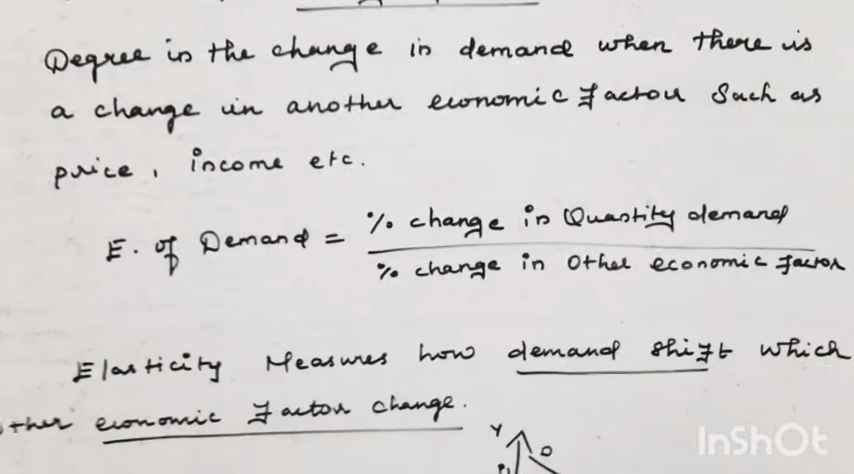 Degree in the change in demand when there is
a change in another economic factor such as
price, income etc.
E. of Demand = % change in Quantity demand
% change in Other economic factor
Elasticity Measures how demand shift which
ther economic Factor change.
Y
D
P1
InShOt